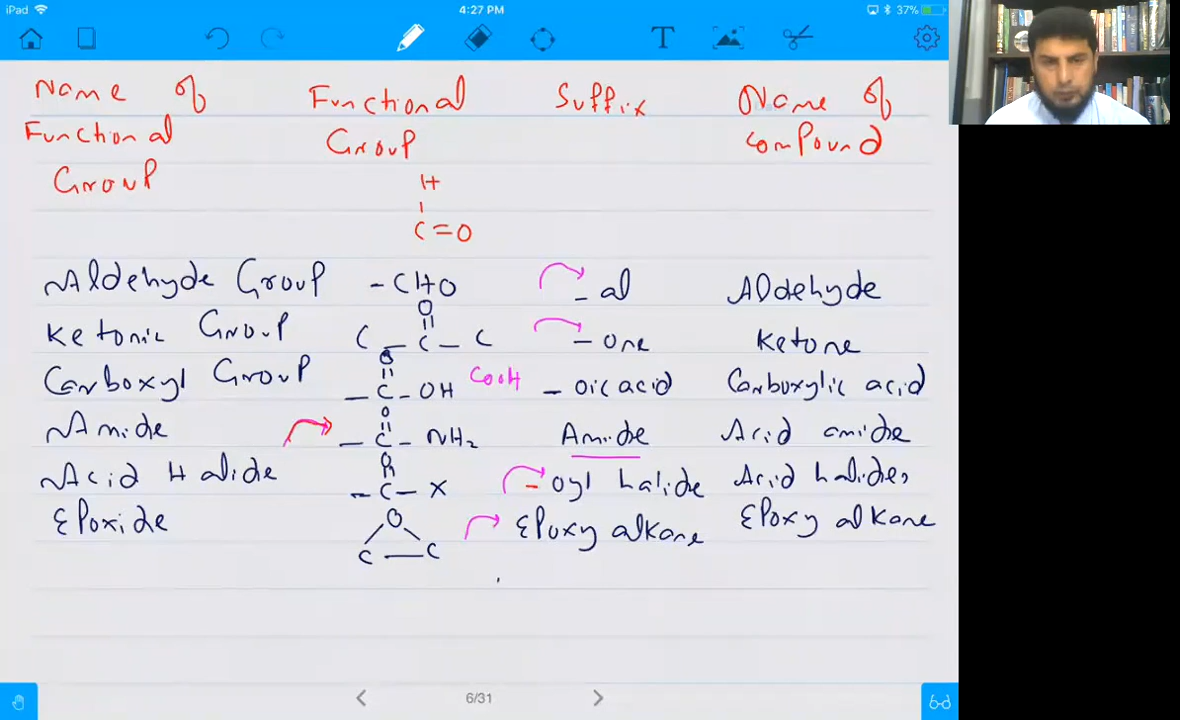 iPad 4:27 PM 37%
T
Name of Functional Suffix Name of
Functional Group compound
Group
H
C=O
Aldehyde Group -CHO - al Aldehyde
O
Ketonic Group C - C - C - one Ketone
O
Carboxyl Group - C - OH COOH - oic acid Carboxylic acid
O
Amide - C - NH2 Amide Acid amide
O
Acid Halide - C - X - oyl halide Acid halides
O
Epoxide C - C Epoxy alkane Epoxy alkane
6/31